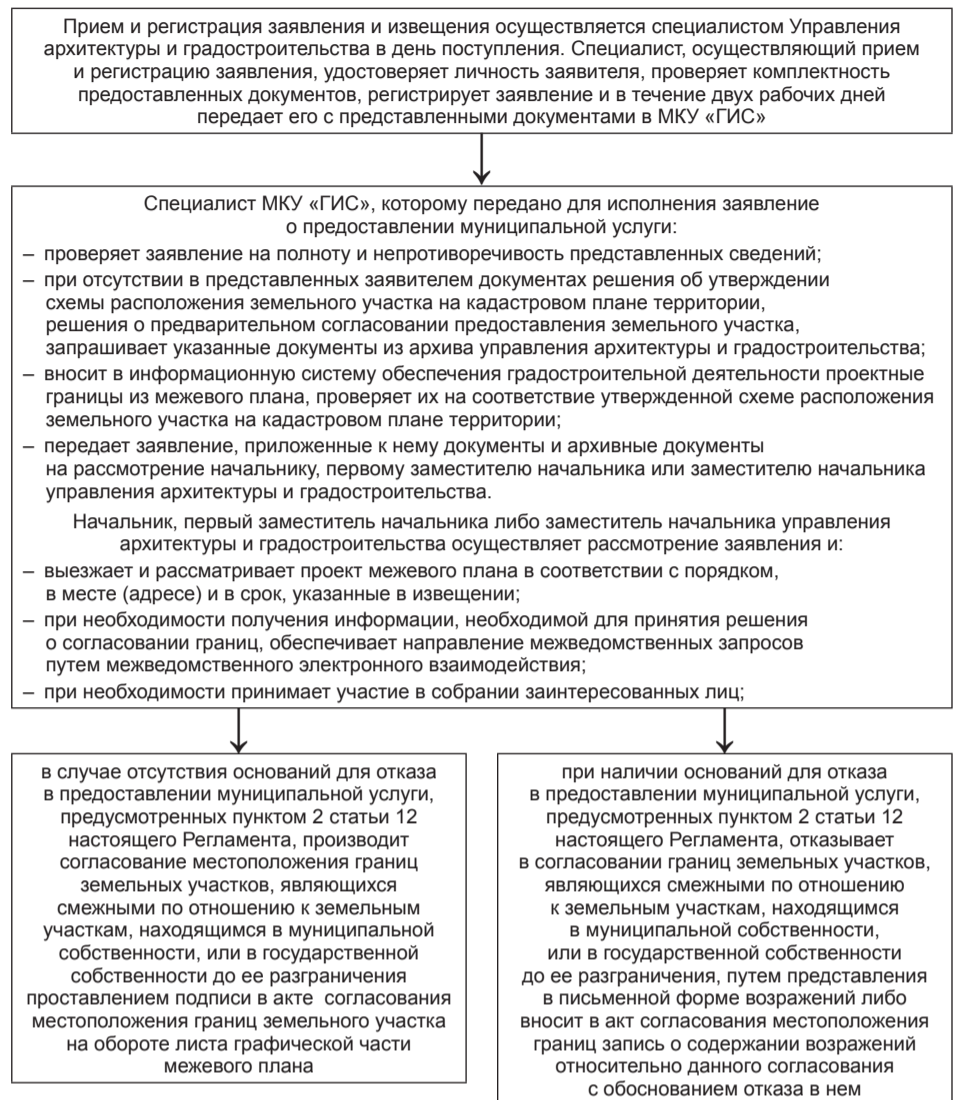 Прием и регистрация заявления и извещения осуществляется специалистом Управления
архитектуры и градостроительства в день поступления. Специалист, осуществляющий прием
и регистрацию заявления, удостоверяет личность заявителя, проверяет комплектность
предоставленных документов, регистрирует заявление и в течение двух рабочих дней
передает его с представленными документами в МКУ «ГИС»
Специалист МКУ «ГИС», которому передано для исполнения заявление
о предоставлении муниципальной услуги:
– проверяет заявление на полноту и непротиворечивость представленных сведений;
– при отсутствии в представленных заявителем документах решения об утверждении
схемы расположения земельного участка на кадастровом плане территории,
решения о предварительном согласовании предоставления земельного участка,
запрашивает указанные документы из архива управления архитектуры и градостроительства;
– вносит в информационную систему обеспечения градостроительной деятельности проектные
границы из межевого плана, проверяет их на соответствие утвержденной схеме расположения
земельного участка на кадастровом плане территории;
– передает заявление, приложенные к нему документы и архивные документы
на рассмотрение начальнику, первому заместителю начальника или заместителю начальника
управления архитектуры и градостроительства.
Начальник, первый заместитель начальника либо заместитель начальника управления
архитектуры и градостроительства осуществляет рассмотрение заявления и:
– выезжает и рассматривает проект межевого плана в соответствии с порядком,
в месте (адресе) и в срок, указанные в извещении;
– при необходимости получения информации, необходимой для принятия решения
о согласовании границ, обеспечивает направление межведомственных запросов
путем межведомственного электронного взаимодействия;
– при необходимости принимает участие в собрании заинтересованных лиц;
в случае отсутствия оснований для отказа
в предоставлении муниципальной услуги,
предусмотренных пунктом 2 статьи 12
настоящего Регламента, производит
согласование местоположения границ
земельных участков, являющихся
смежными по отношению к земельным
участкам, находящимся в муниципальной
собственности, или в государственной
собственности до ее разграничения
проставлением подписи в акте согласования
местоположения границ земельного участка
на обороте листа графической части
межевого плана
при наличии оснований для отказа
в предоставлении муниципальной услуги,
предусмотренных пунктом 2 статьи 12
настоящего Регламента, отказывает
в согласовании границ земельных участков,
являющихся смежными по отношению
к земельным участкам, находящимся
в муниципальной собственности,
или в государственной собственности
до ее разграничения, путем представления
в письменной форме возражений либо
вносит в акт согласования местоположения
границ запись о содержании возражений
относительно данного согласования
с обоснованием отказа в нем